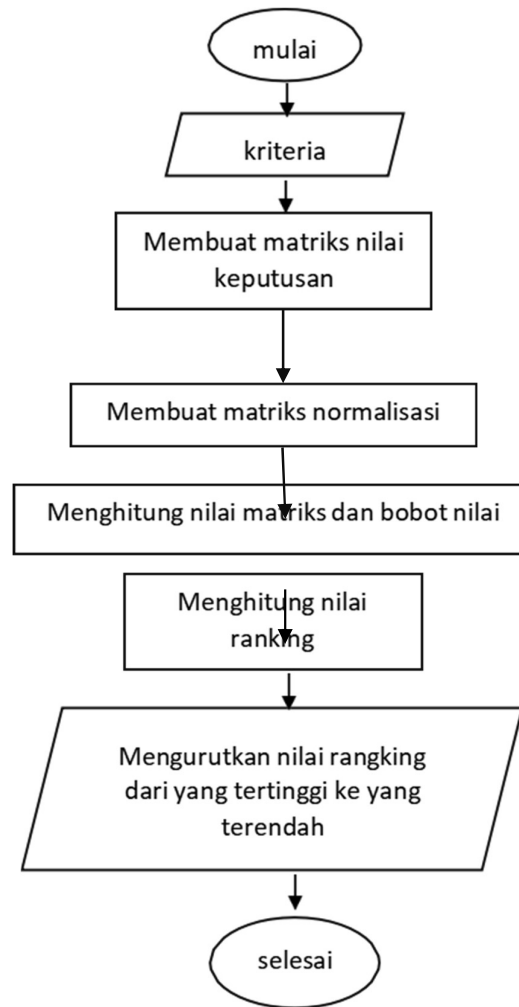 mulai
kriteria
Membuat matriks nilai
keputusan
Membuat matriks normalisasi
Menghitung nilai matriks dan bobot nilai
Menghitung nilai
ranking
Mengurutkan nilai rangking
dari yang tertinggi ke yang
terendah
selesai